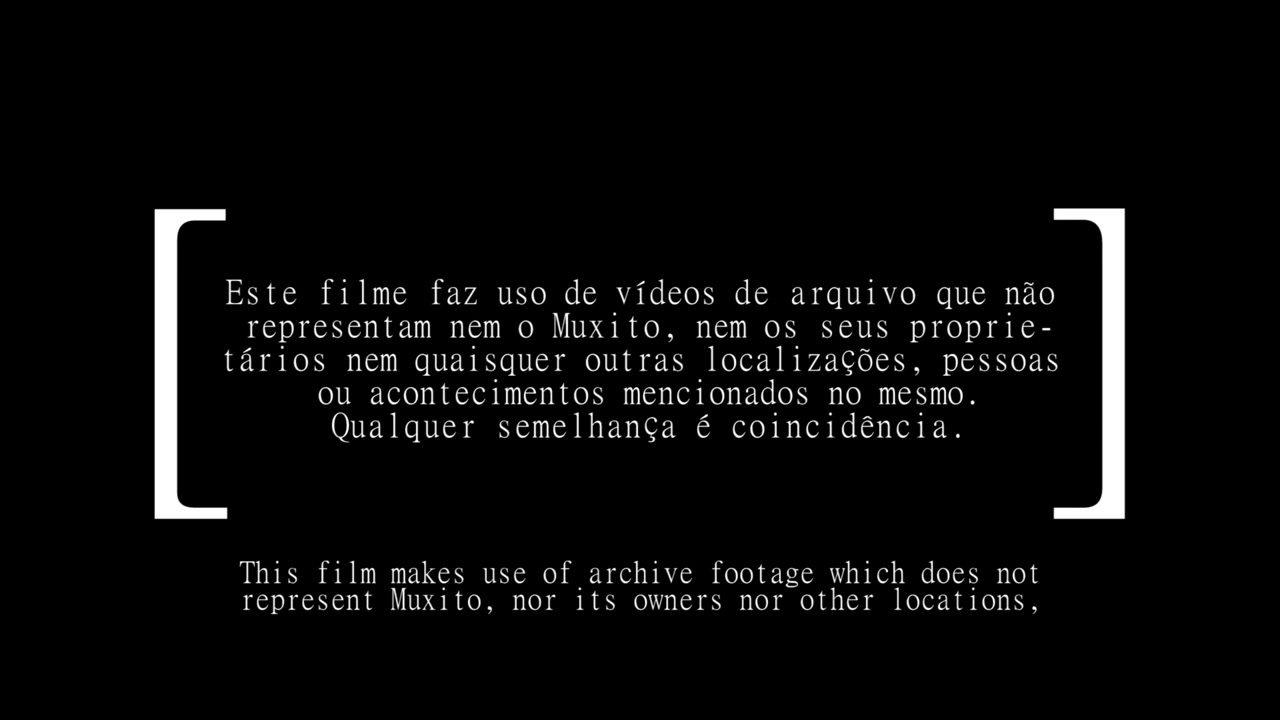 Este filme faz uso de vídeos de arquivo que não
representam nem o Muxito, nem os seus proprie-
tários nem quaisquer outras localizações, pessoas
ou acontecimentos mencionados no mesmo.
Qualquer semelhança é coincidência.
This film makes use of archive footage which does not
represent Muxito, nor its owners nor other locations,